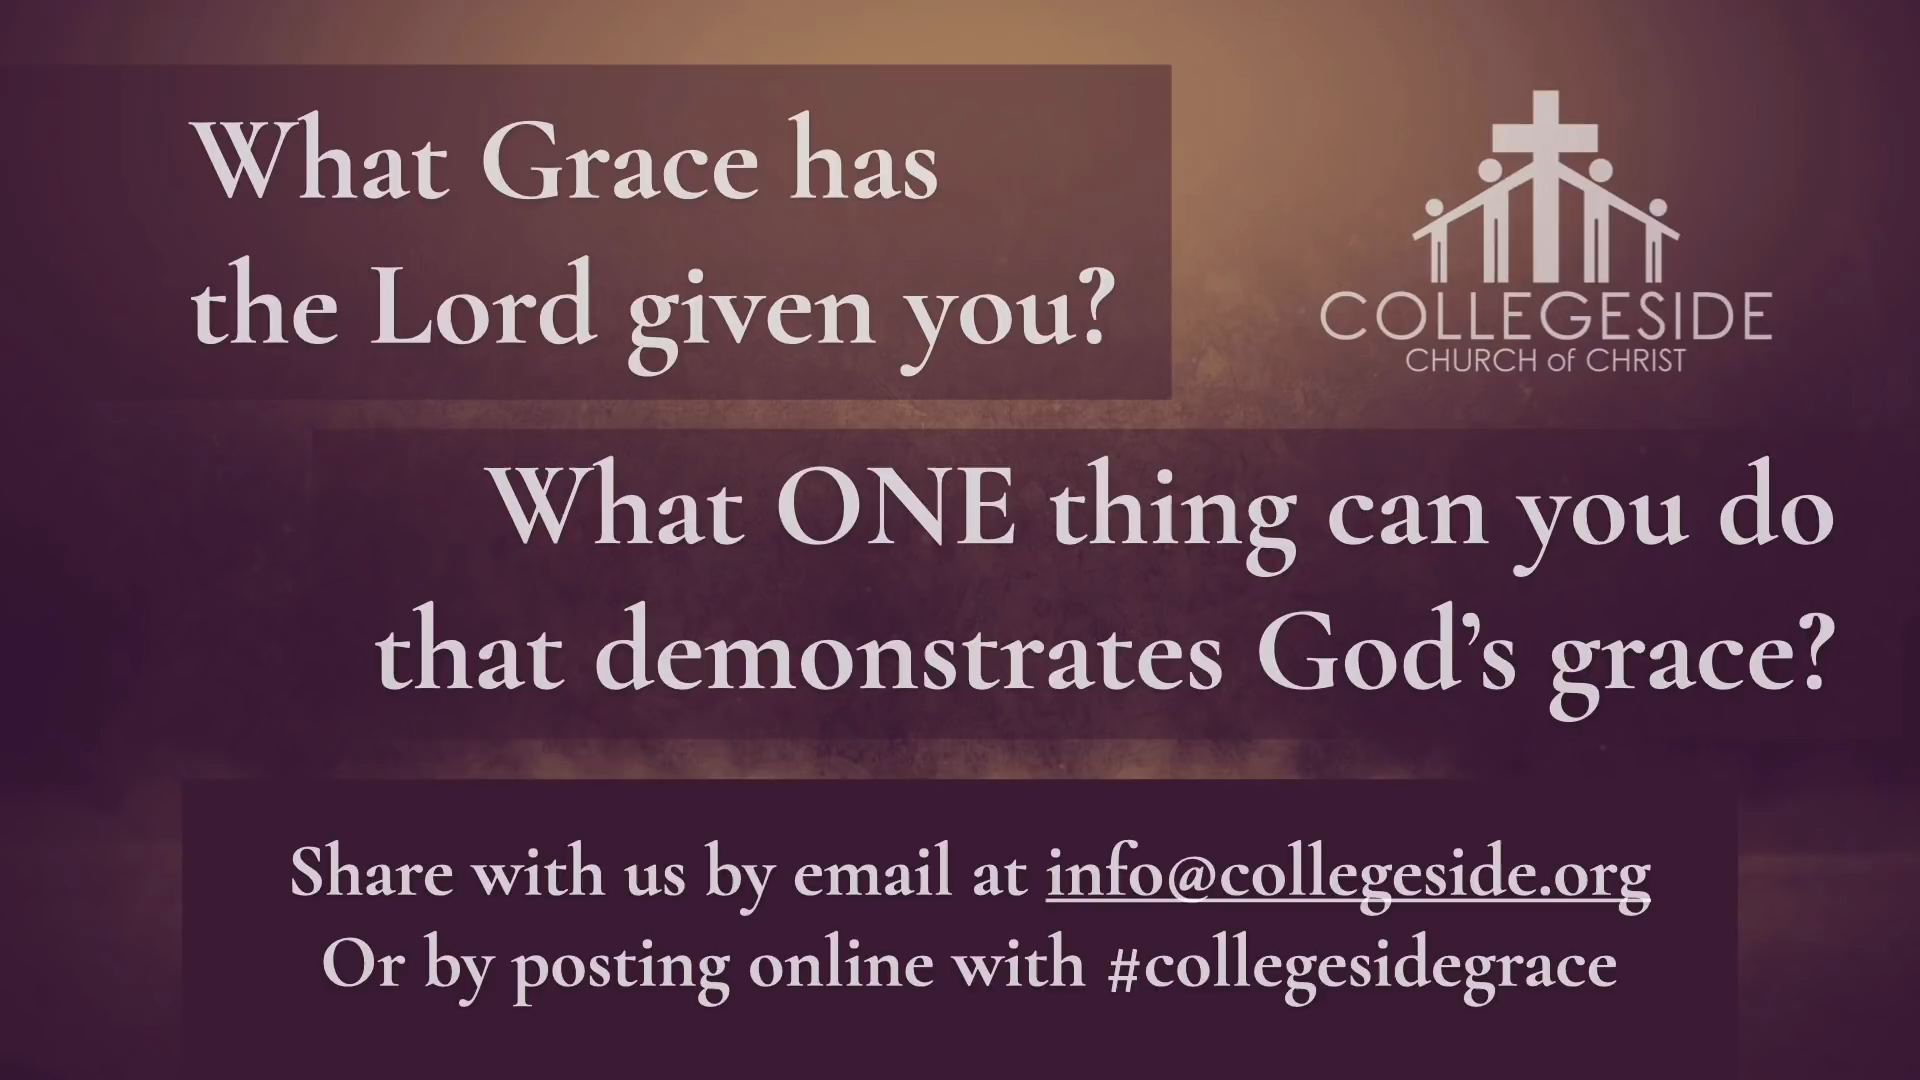 What Grace has
the Lord given you?
COLLEGESIDE
CHURCH of CHRIST
What ONE thing can you do
that demonstrates God’s grace?
Share with us by email at info@collegeside.org
Or by posting online with #collegesidegrace